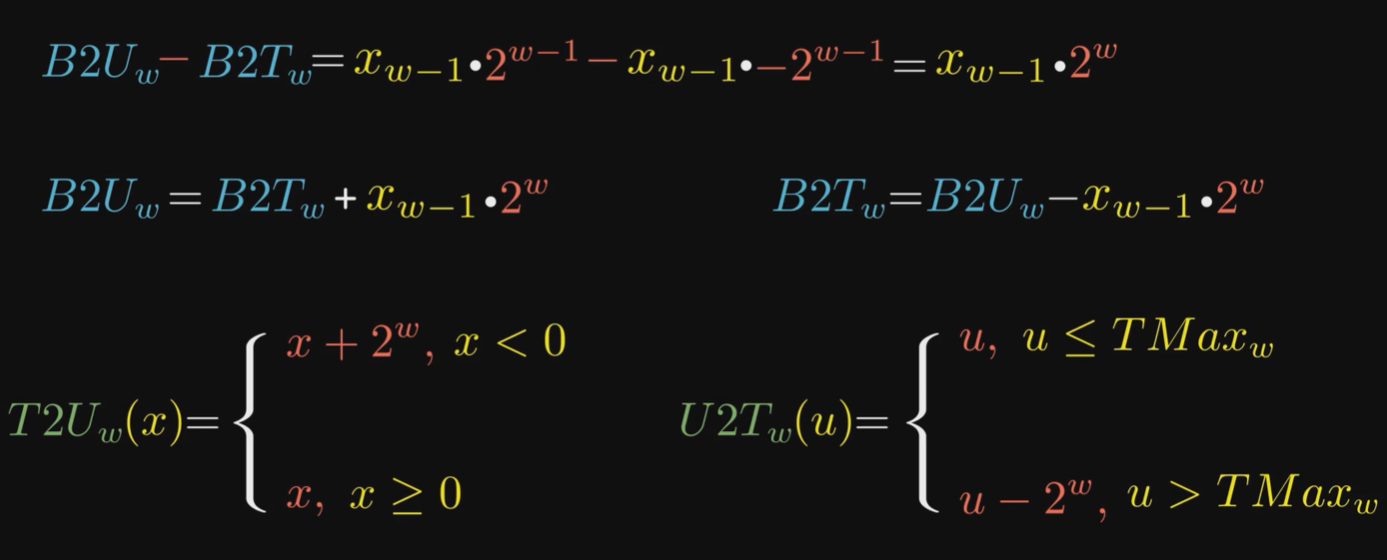 B2U_w − B2T_w = x_{w−1} • 2^{w−1} − x_{w−1} • −2^{w−1} = x_{w−1} • 2^w
B2U_w = B2T_w + x_{w−1} • 2^w
B2T_w = B2U_w − x_{w−1} • 2^w
T2U_w(x) = {
x + 2^w, x < 0
x, x ≥ 0
U2T_w(u) = {
u, u ≤ TMax_w
u − 2^w, u > TMax_w